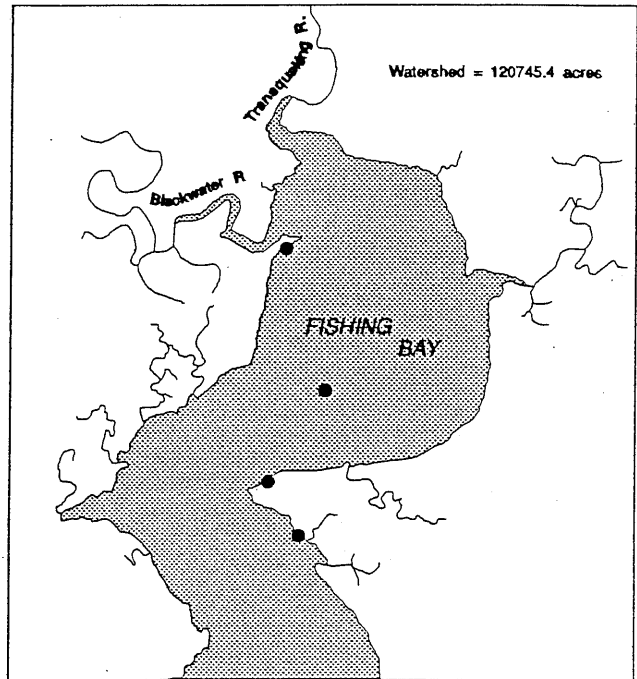 Transquaking R.
Watershed = 120745.4 acres
Blackwater R
FISHING
BAY